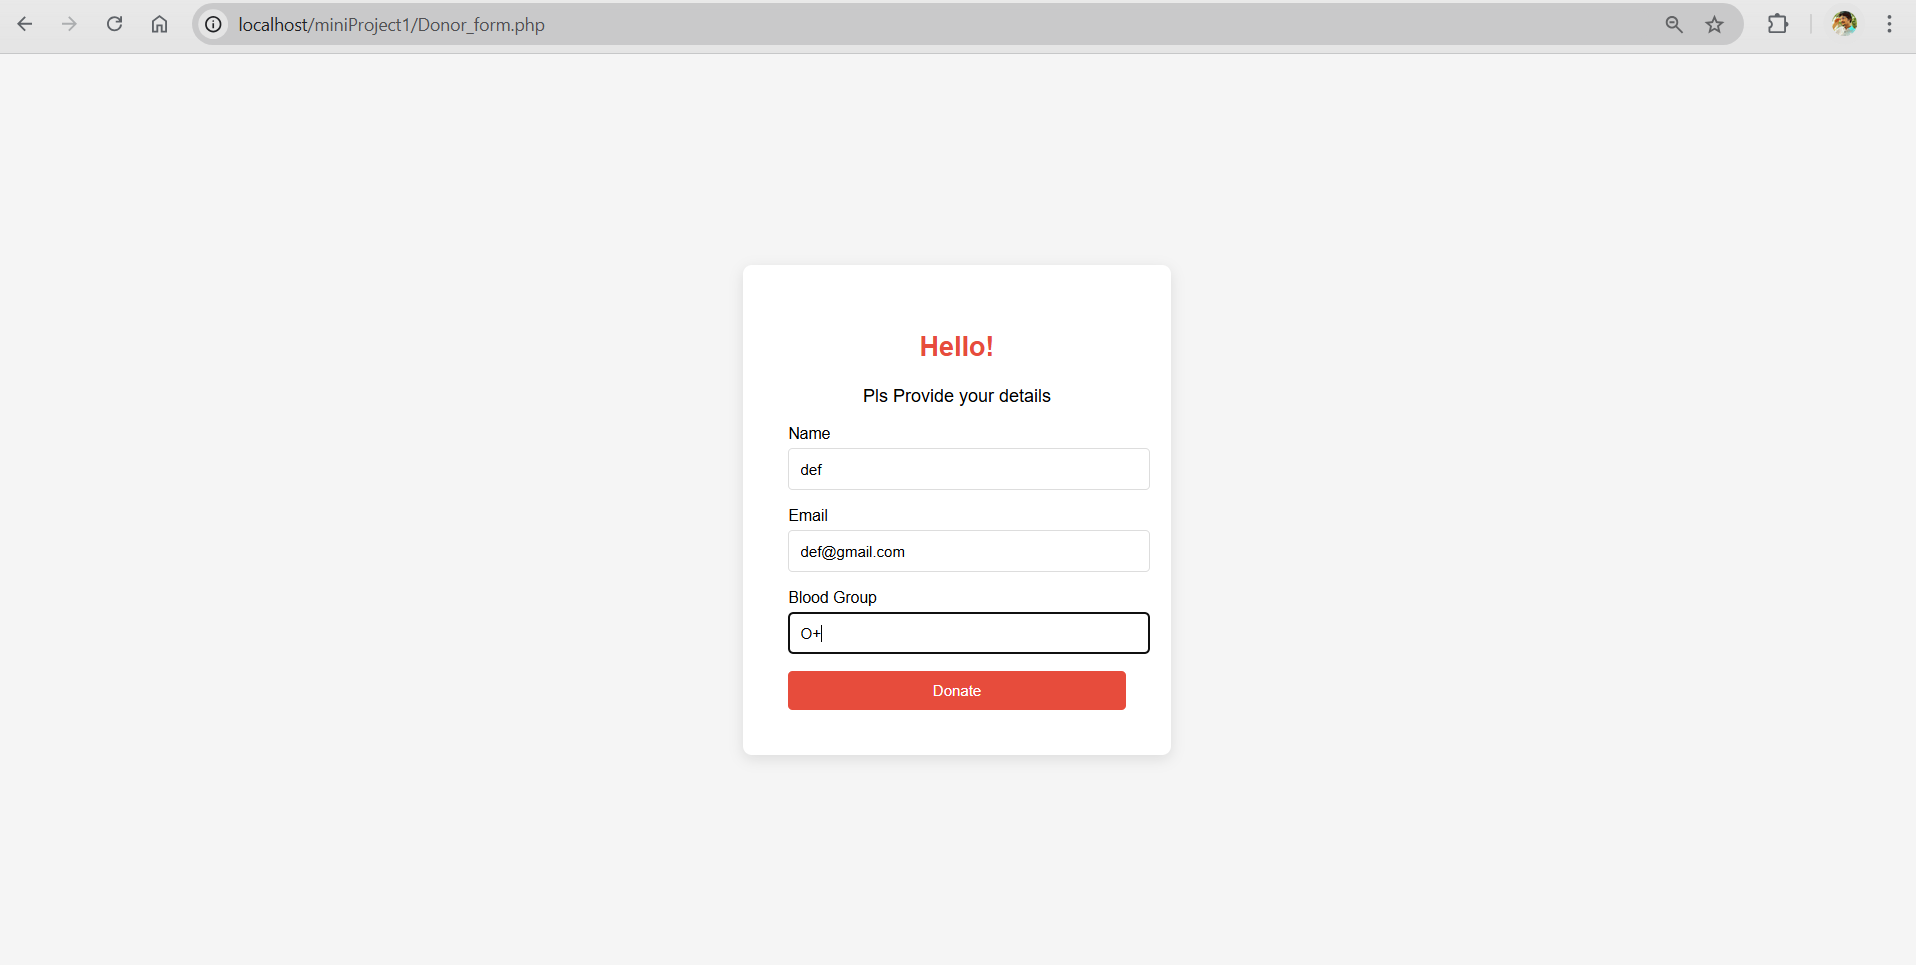 localhost/miniProject1/Donor_form.php
Hello!
Pls Provide your details
Name
def
Email
def@gmail.com
Blood Group
O+
Donate